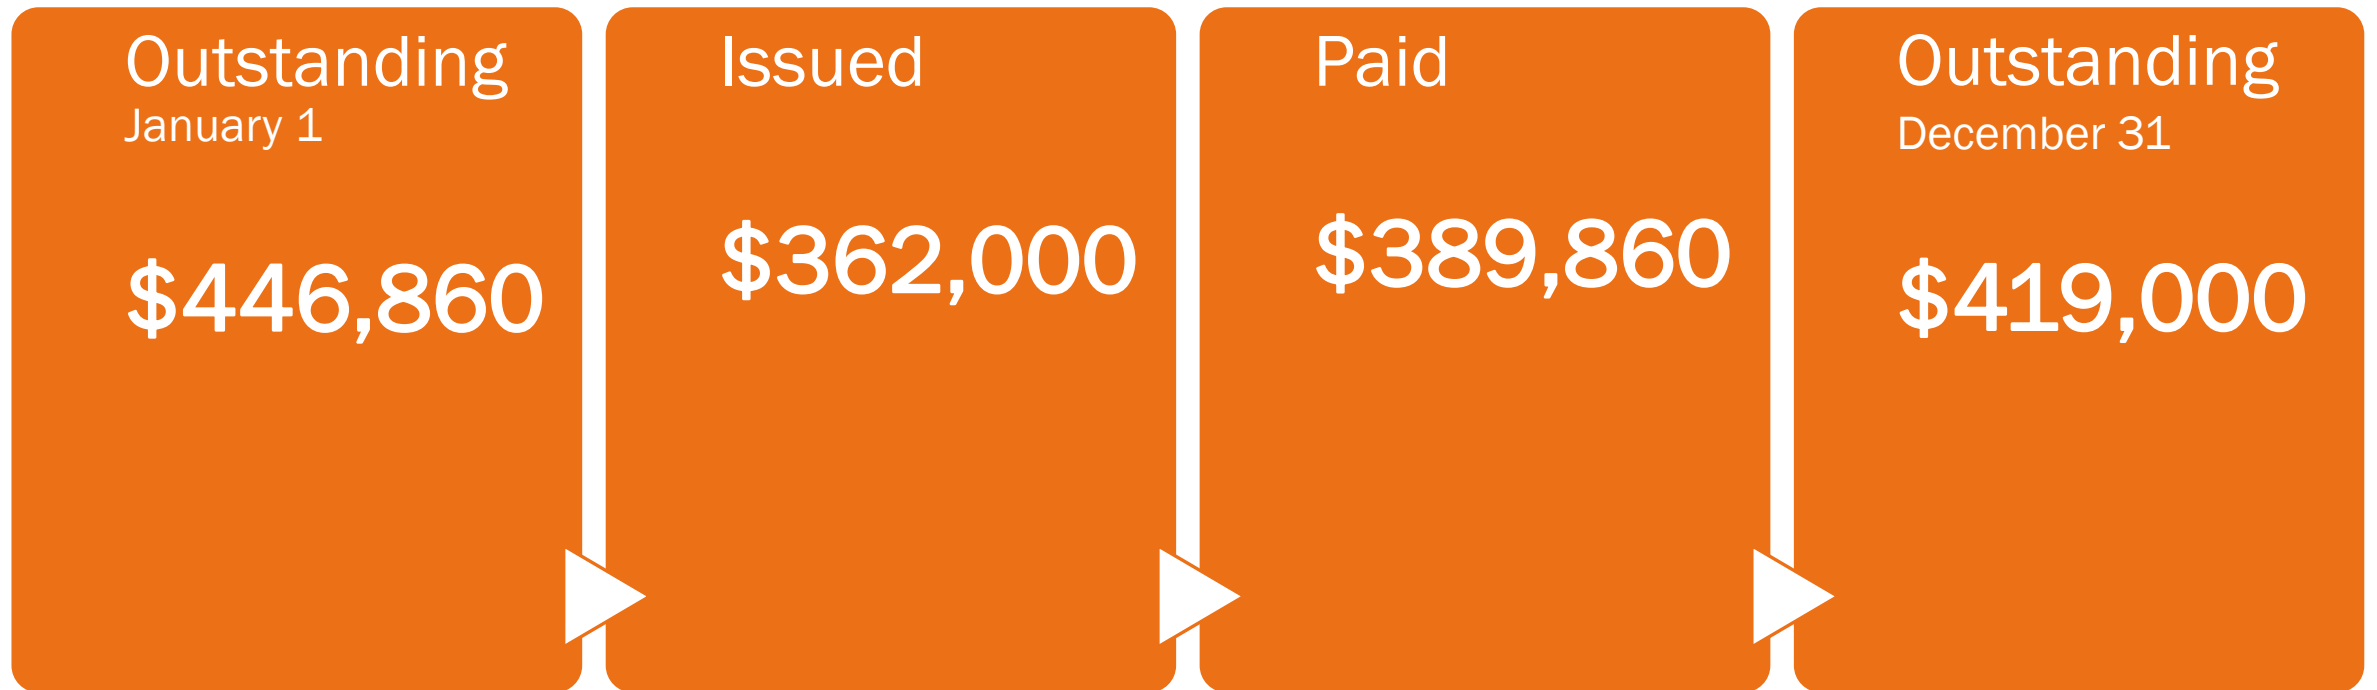 Outstanding
January 1
$446,860
Issued
$362,000
Paid
$389,860
Outstanding
December 31
$419,000